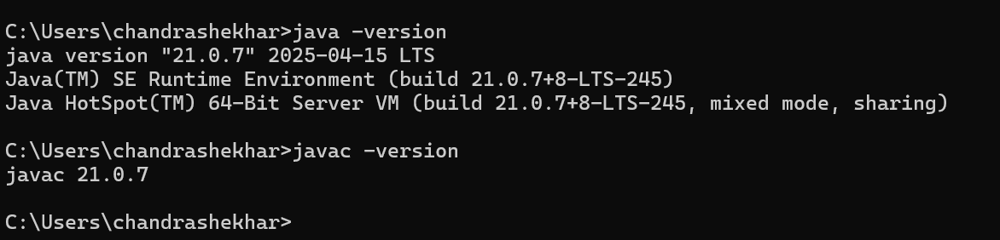 C:\Users\chandrashekhar>java -version
java version "21.0.7" 2025-04-15 LTS
Java(TM) SE Runtime Environment (build 21.0.7+8-LTS-245)
Java HotSpot(TM) 64-Bit Server VM (build 21.0.7+8-LTS-245, mixed mode, sharing)
C:\Users\chandrashekhar>javac -version
javac 21.0.7
C:\Users\chandrashekhar>